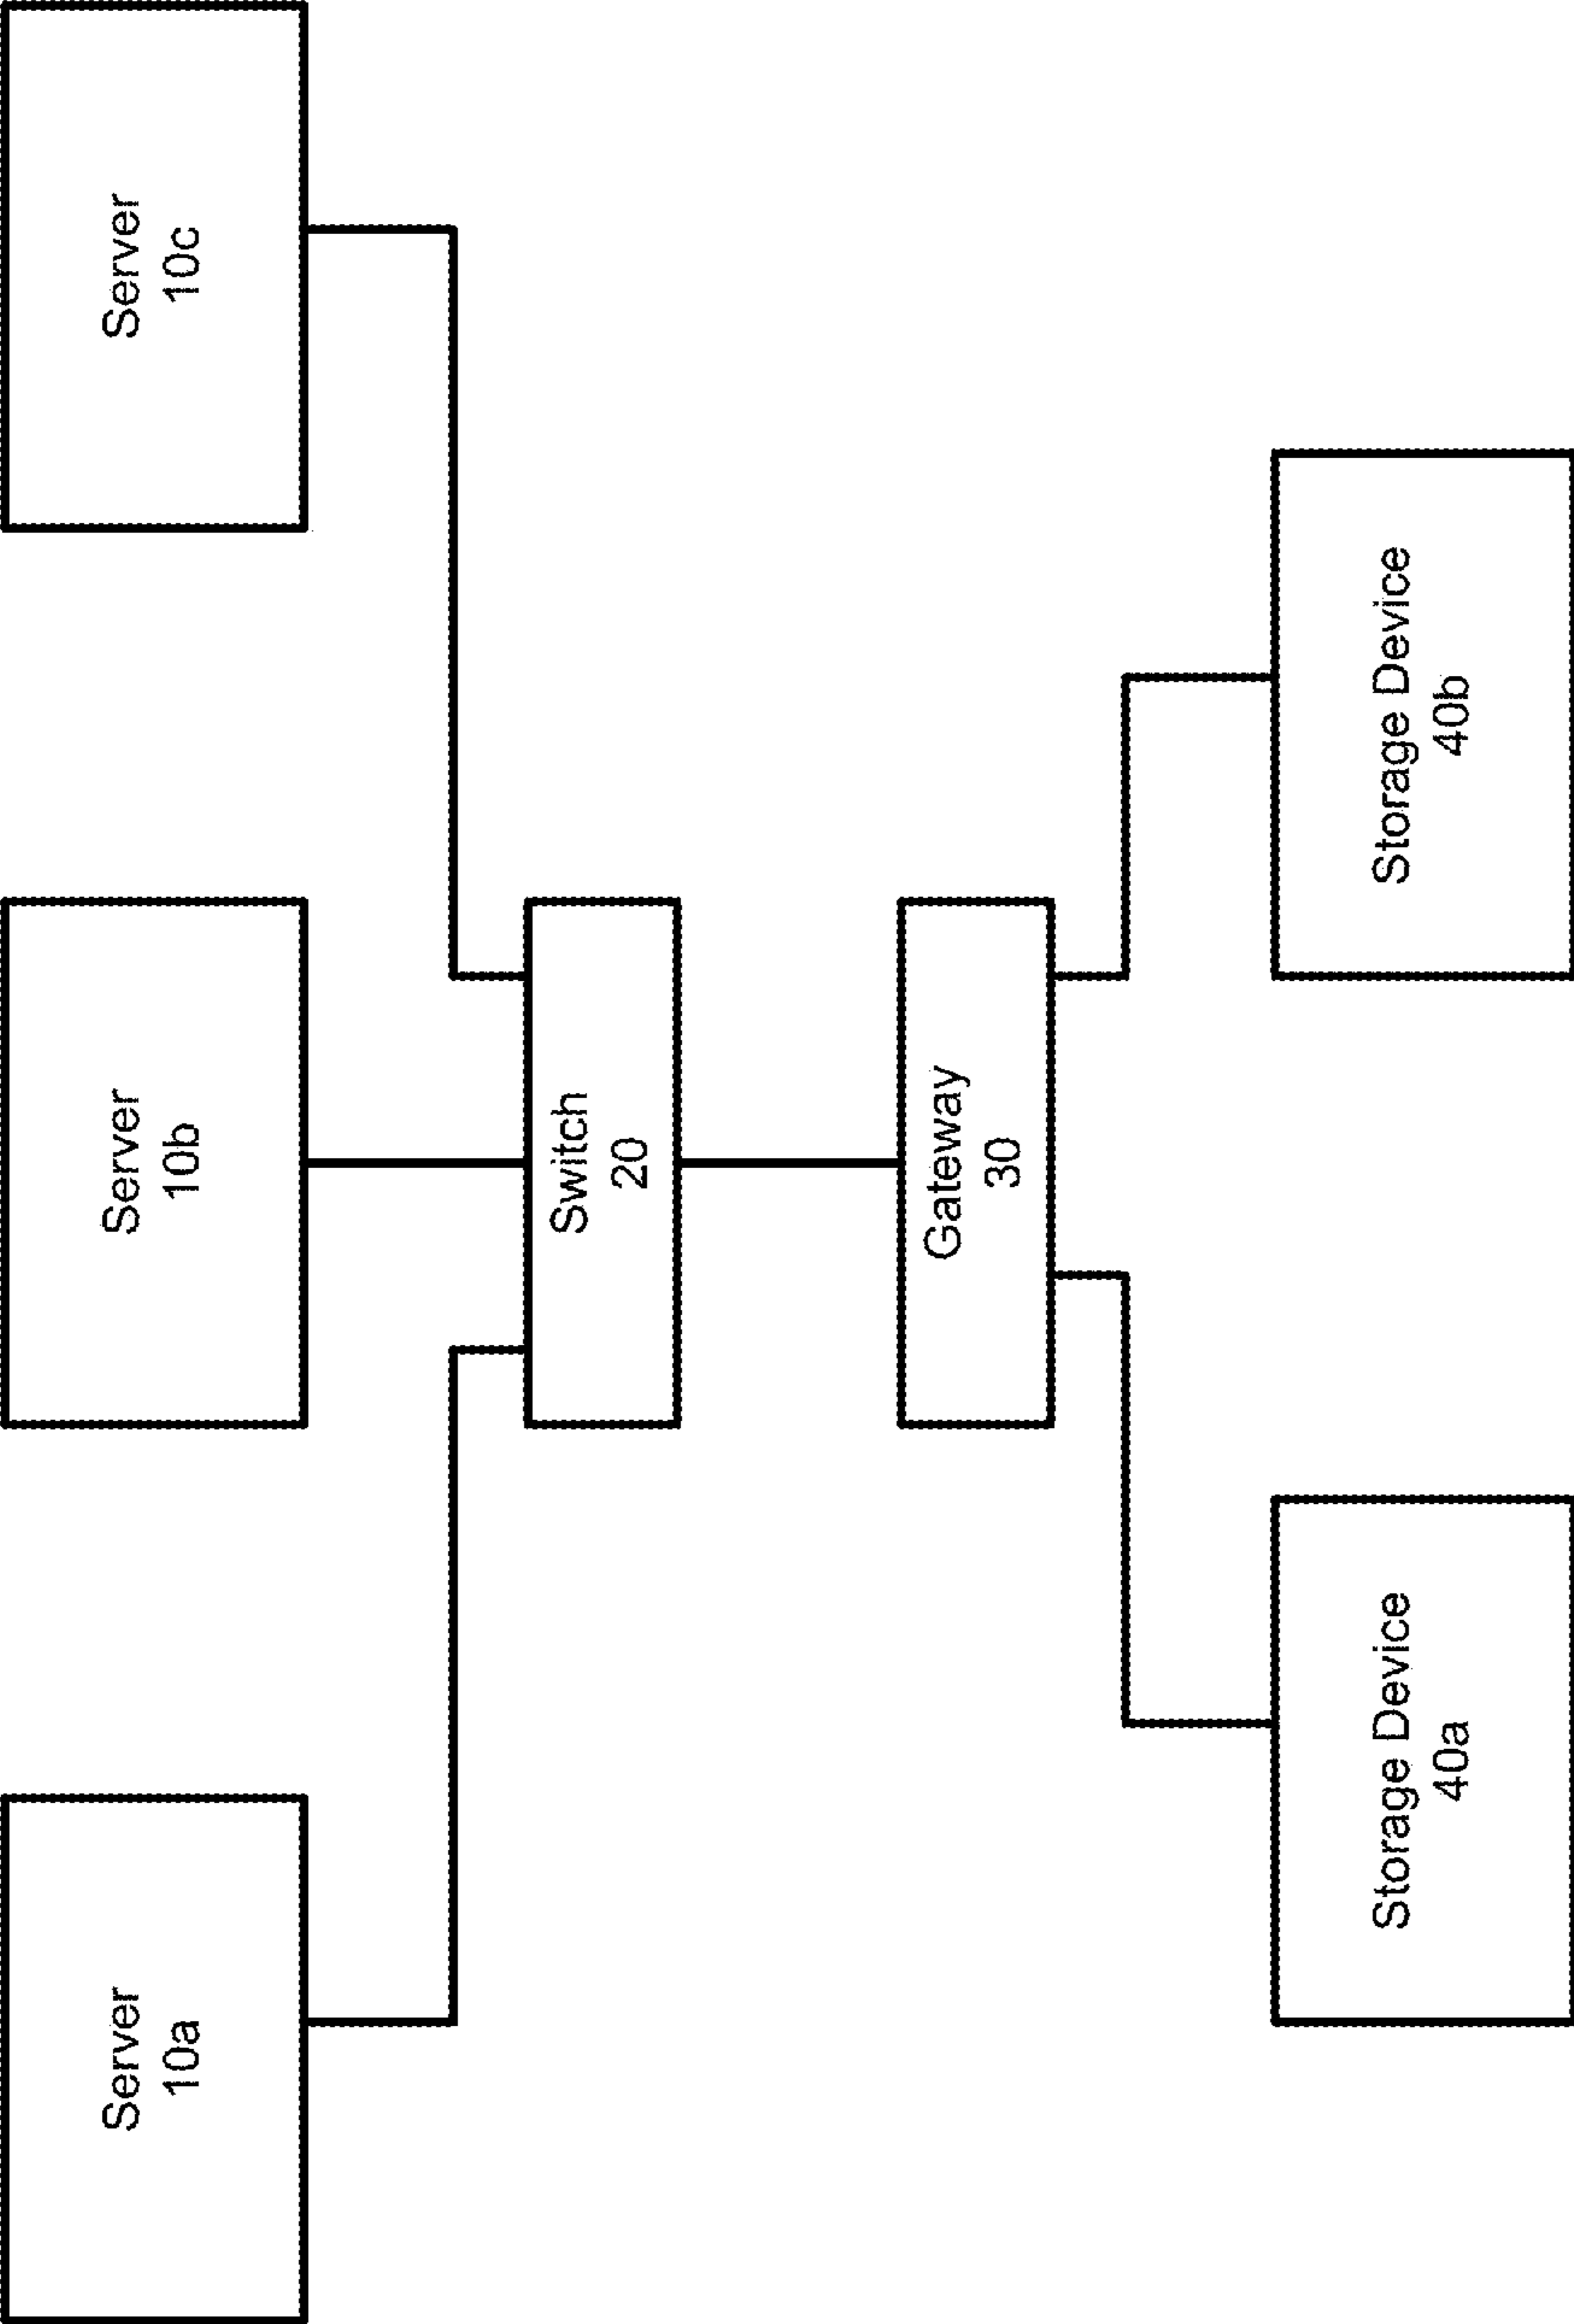 Server
10a
Server
10b
Server
10c
Switch
20
Gateway
30
Storage Device
40a
Storage Device
40b